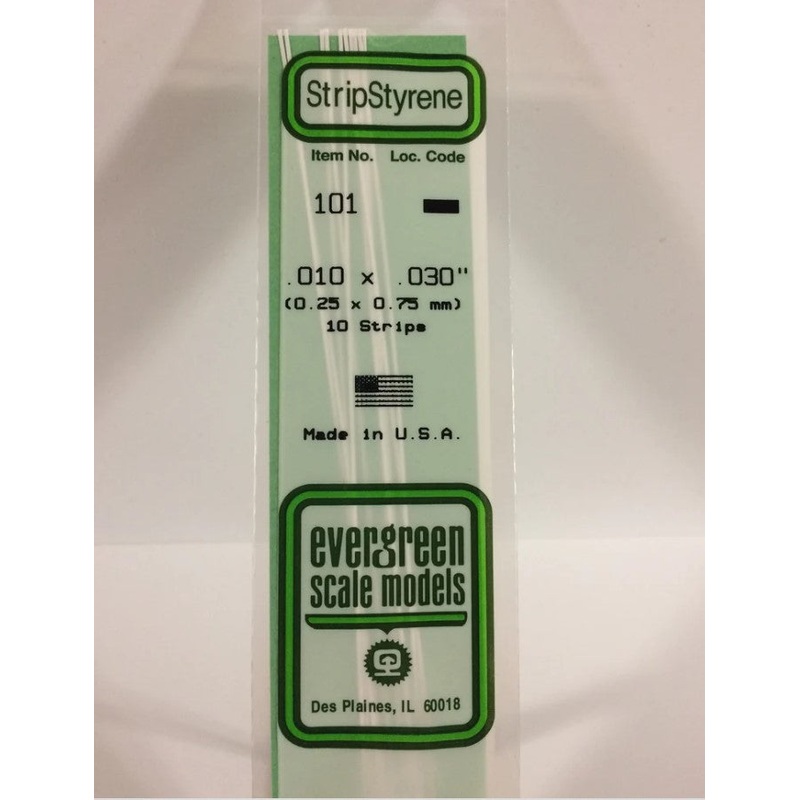 StripStyrene
Item No. Loc. Code
101
.010 x .030"
(0.25 x 0.75 mm)
10 Strips
Made in U.S.A.
evergreen
scale models
Des Plaines, IL 60018